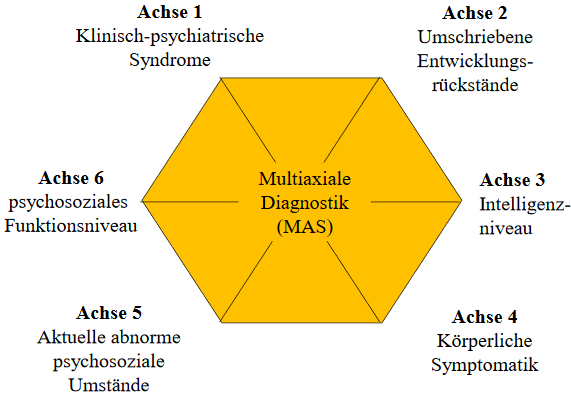 Achse 1
Klinisch-psychiatrische
Syndrome
Achse 2
Umschriebene
Entwicklungs-
rückstände
Achse 6
psychosoziales
Funktionsniveau
Multiaxiale
Diagnostik
(MAS)
Achse 3
Intelligenz-
niveau
Achse 5
Aktuelle abnorme
psychosoziale
Umstände
Achse 4
Körperliche
Symptomatik